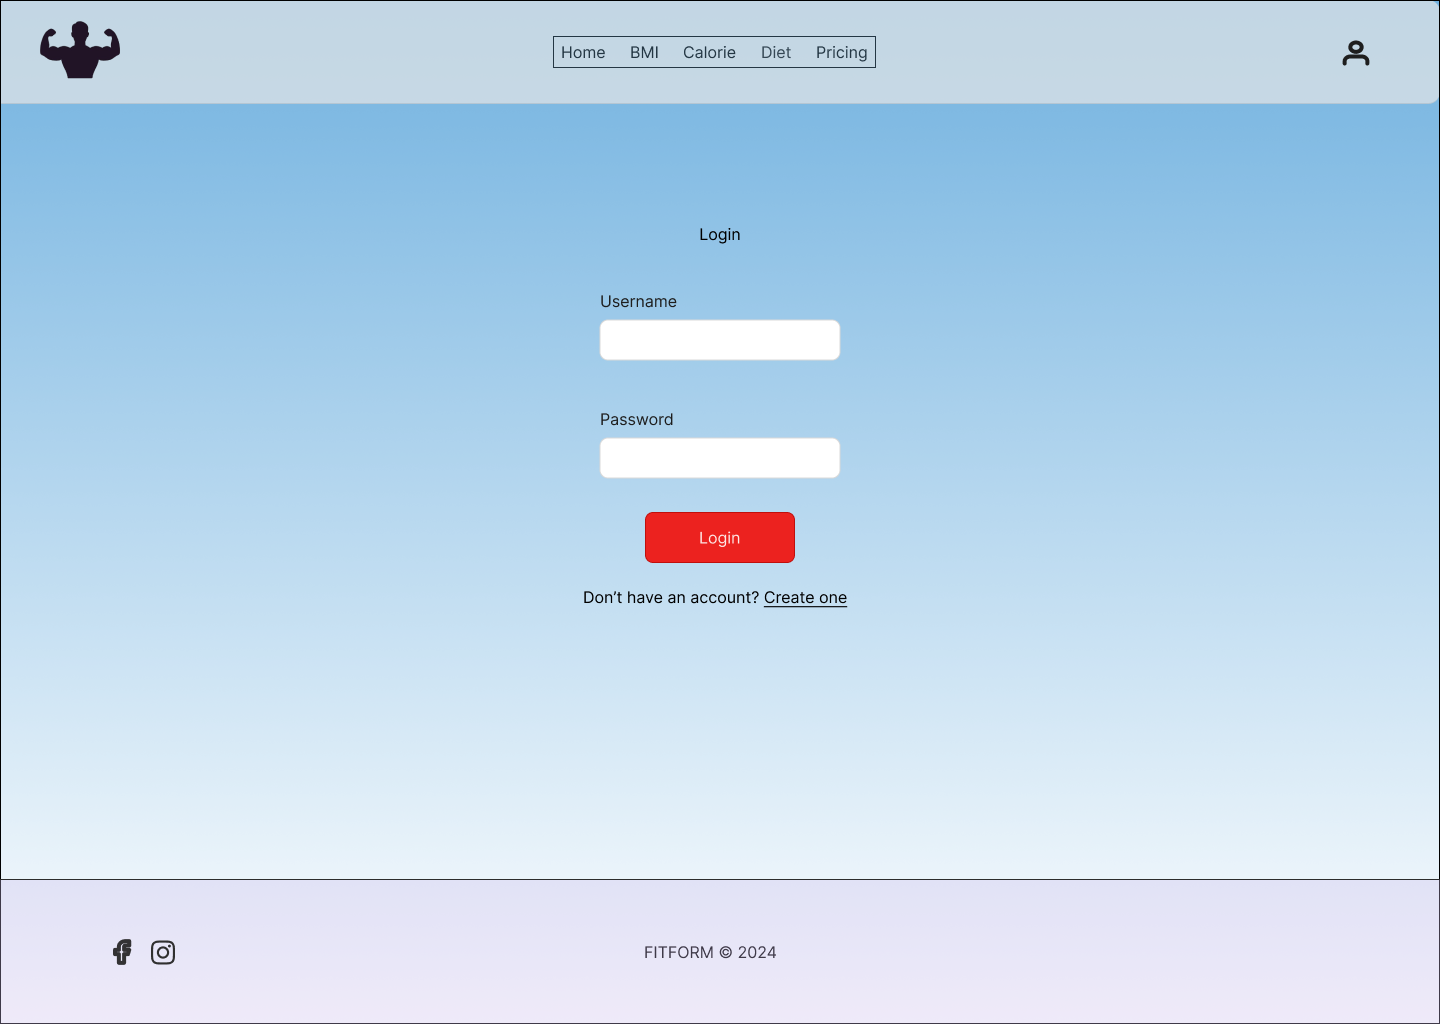 Home BMI Calorie Diet Pricing
Login
Username
Password
Login
Don’t have an account? Create one
FITFORM © 2024